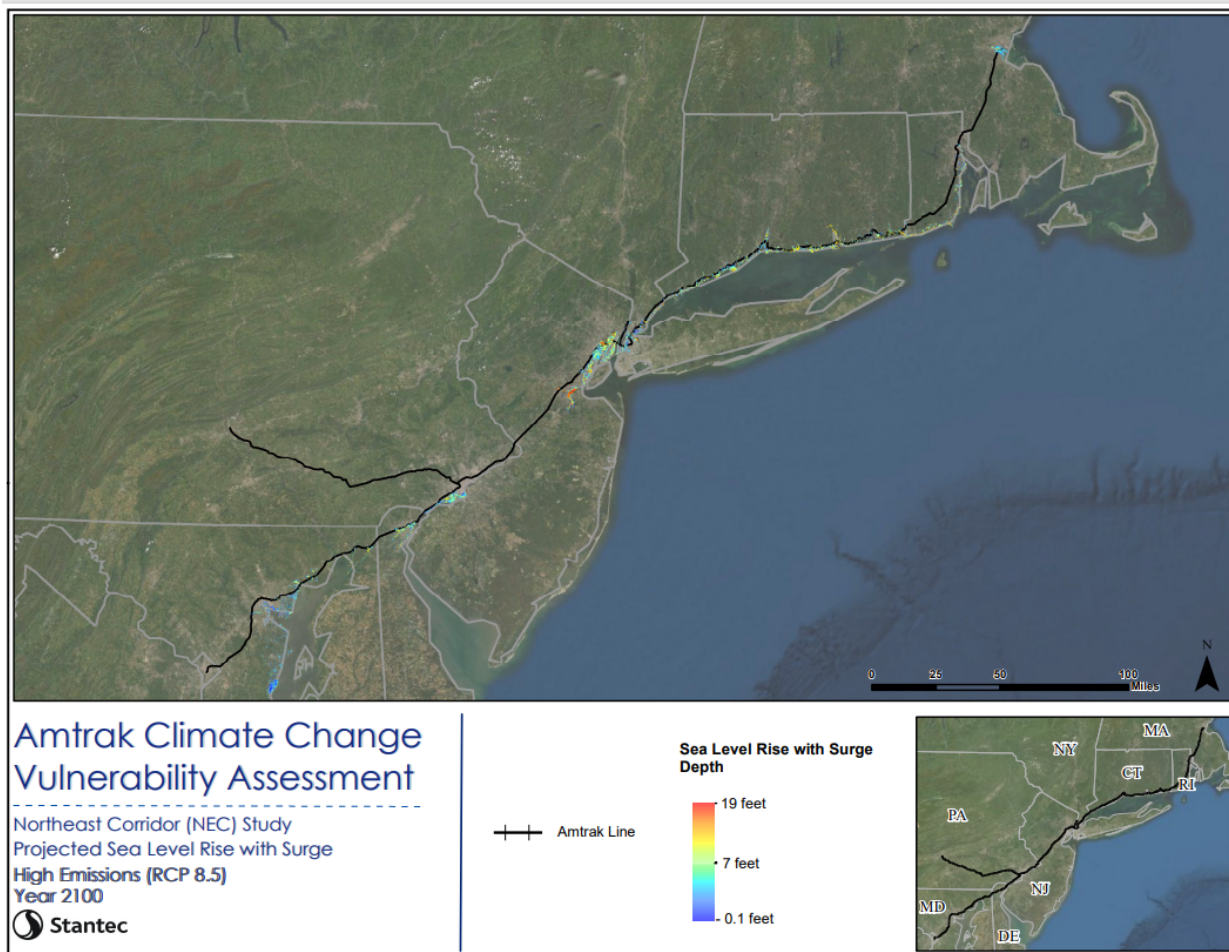 N
0 25 50 100
Miles
Amtrak Climate Change
Vulnerability Assessment
Northeast Corridor (NEC) Study
Projected Sea Level Rise with Surge
High Emissions (RCP 8.5)
Year 2100
Stantec
Amtrak Line
Sea Level Rise with Surge
Depth
19 feet
7 feet
0.1 feet
MA
NY
CT
RI
PA
NJ
MD
DE